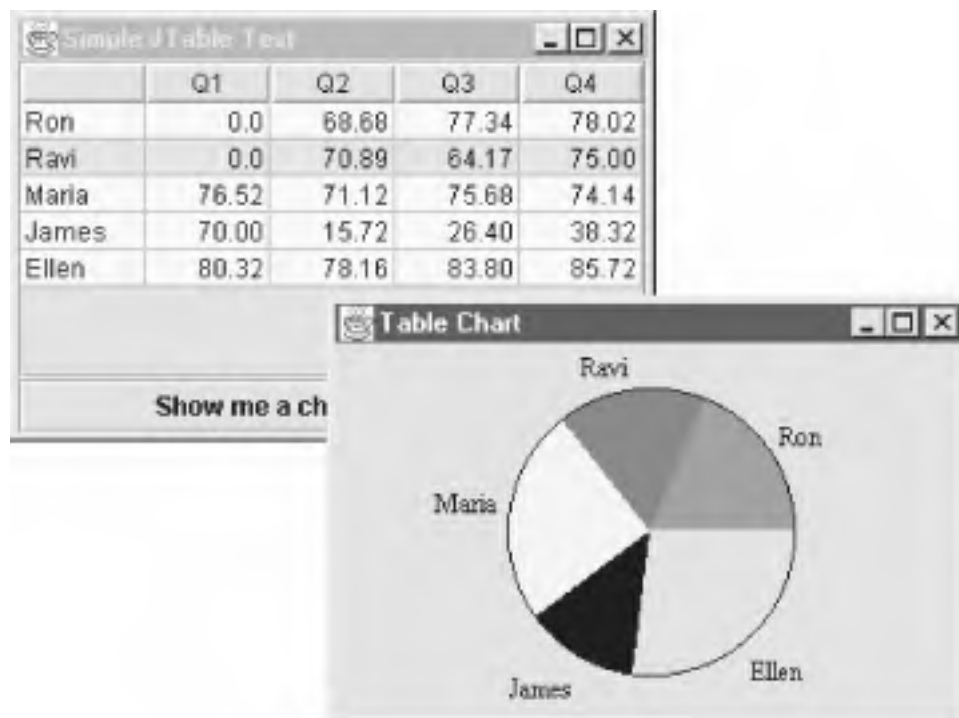 Simple JTable Test
Q1 Q2 Q3 Q4
Ron 0.0 68.68 77.34 78.02
Ravi 0.0 70.89 64.17 75.00
Maria 76.52 71.12 75.68 74.14
James 70.00 15.72 26.40 38.32
Ellen 80.32 78.16 83.80 85.72
Show me a ch
Table Chart
Ravi
Ron
Maria
Ellen
James